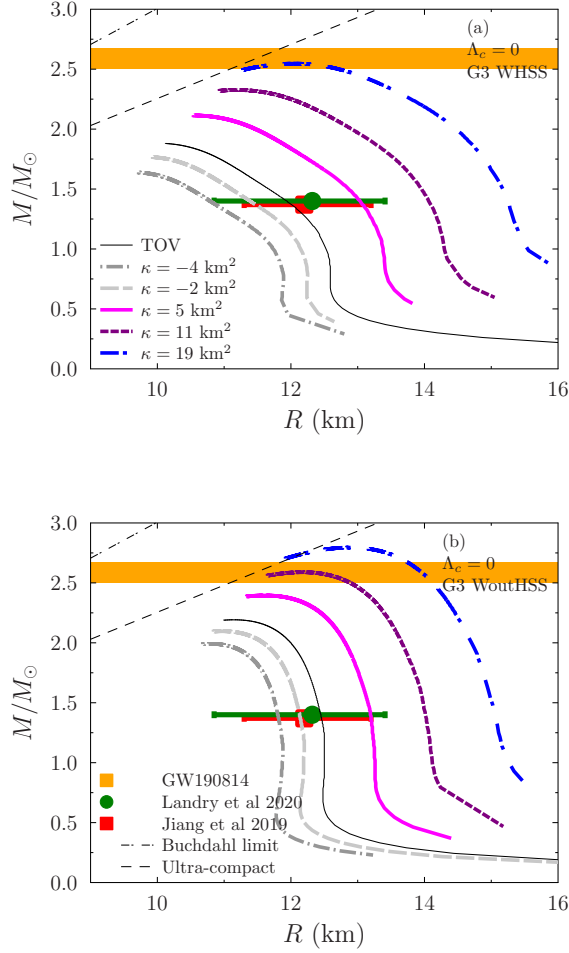 3.0
2.5
2.0
1.5
1.0
0.5
0.0
M/M⊙
(a)
Λc = 0
G3 WHSS
TOV
κ = −4 km²
κ = −2 km²
κ = 5 km²
κ = 11 km²
κ = 19 km²
10 12 14 16
R (km)
3.0
2.5
2.0
1.5
1.0
0.5
0.0
M/M⊙
(b)
Λc = 0
G3 WoutHSS
GW190814
Landry et al 2020
Jiang et al 2019
Buchdahl limit
Ultra-compact
10 12 14 16
R (km)